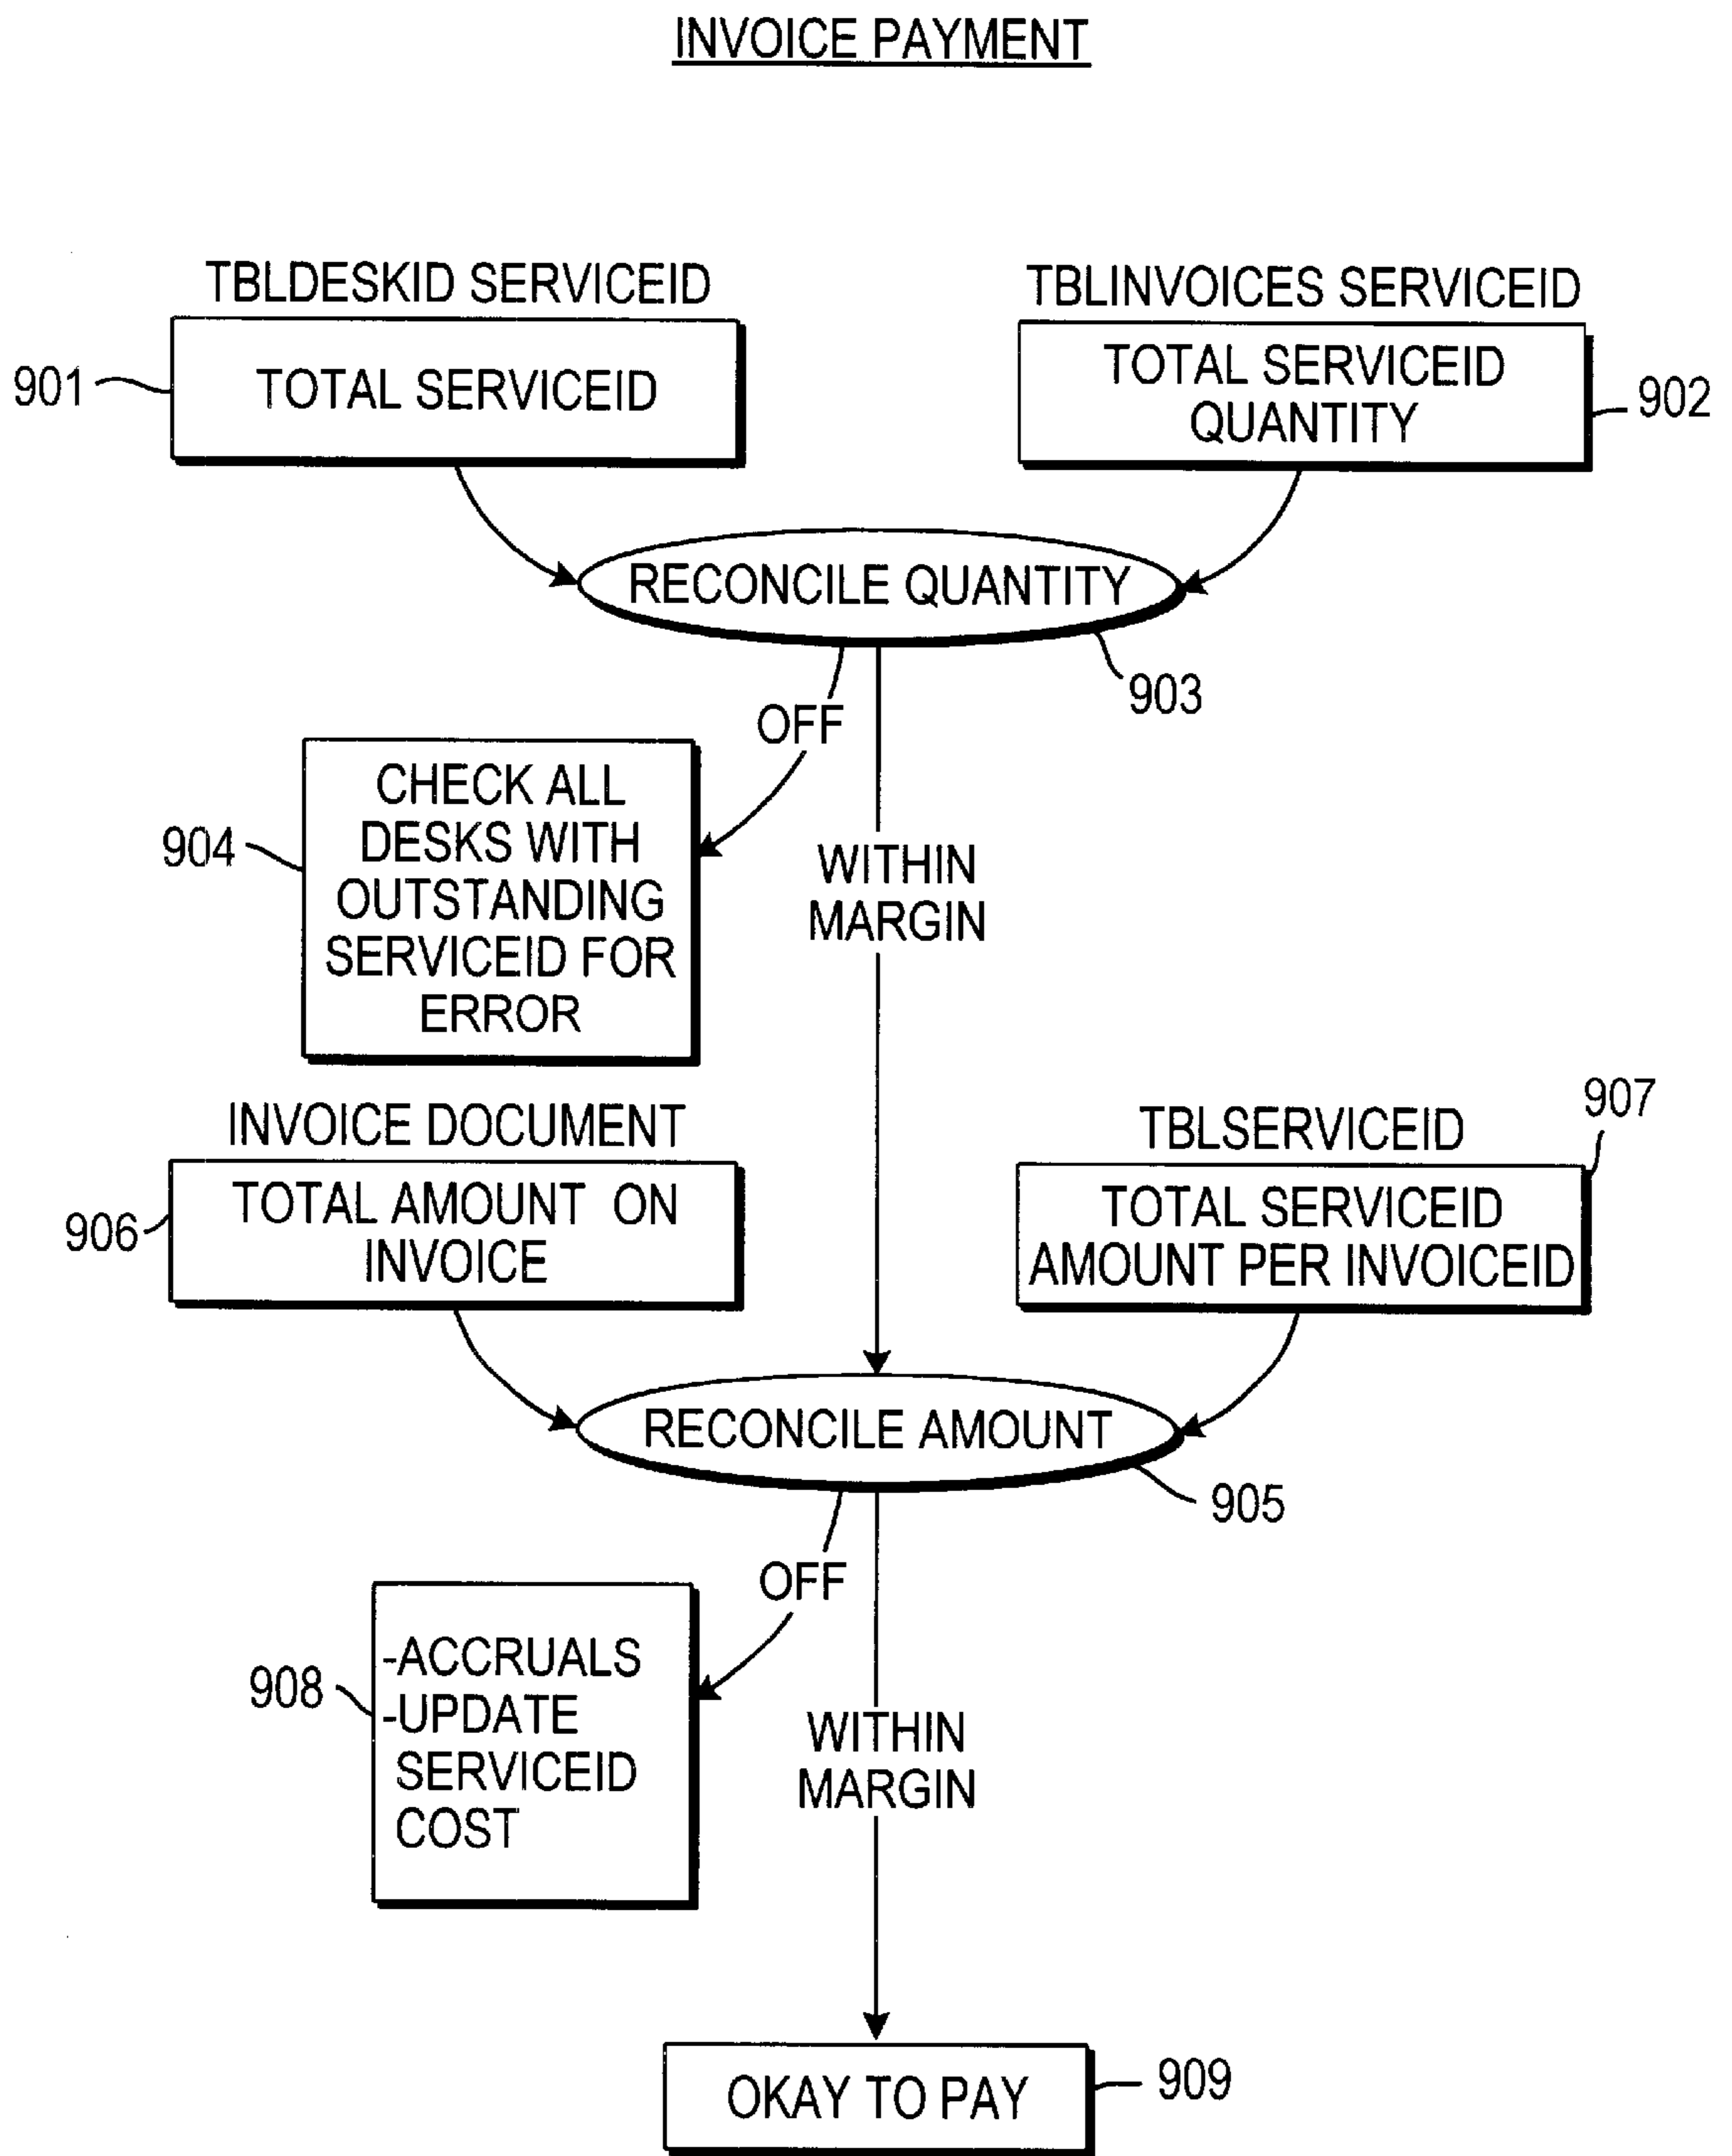 INVOICE PAYMENT
TBLDESKID SERVICEID
TBLINVOICES SERVICEID
901
TOTAL SERVICEID
TOTAL SERVICEID
QUANTITY
902
RECONCILE QUANTITY
903
OFF
904
CHECK ALL
DESKS WITH
OUTSTANDING
SERVICEID FOR
ERROR
WITHIN
MARGIN
INVOICE DOCUMENT
TBLSERVICEID
907
906
TOTAL AMOUNT ON
INVOICE
TOTAL SERVICEID
AMOUNT PER INVOICEID
RECONCILE AMOUNT
905
OFF
908
-ACCRUALS
-UPDATE
SERVICEID
COST
WITHIN
MARGIN
OKAY TO PAY
909